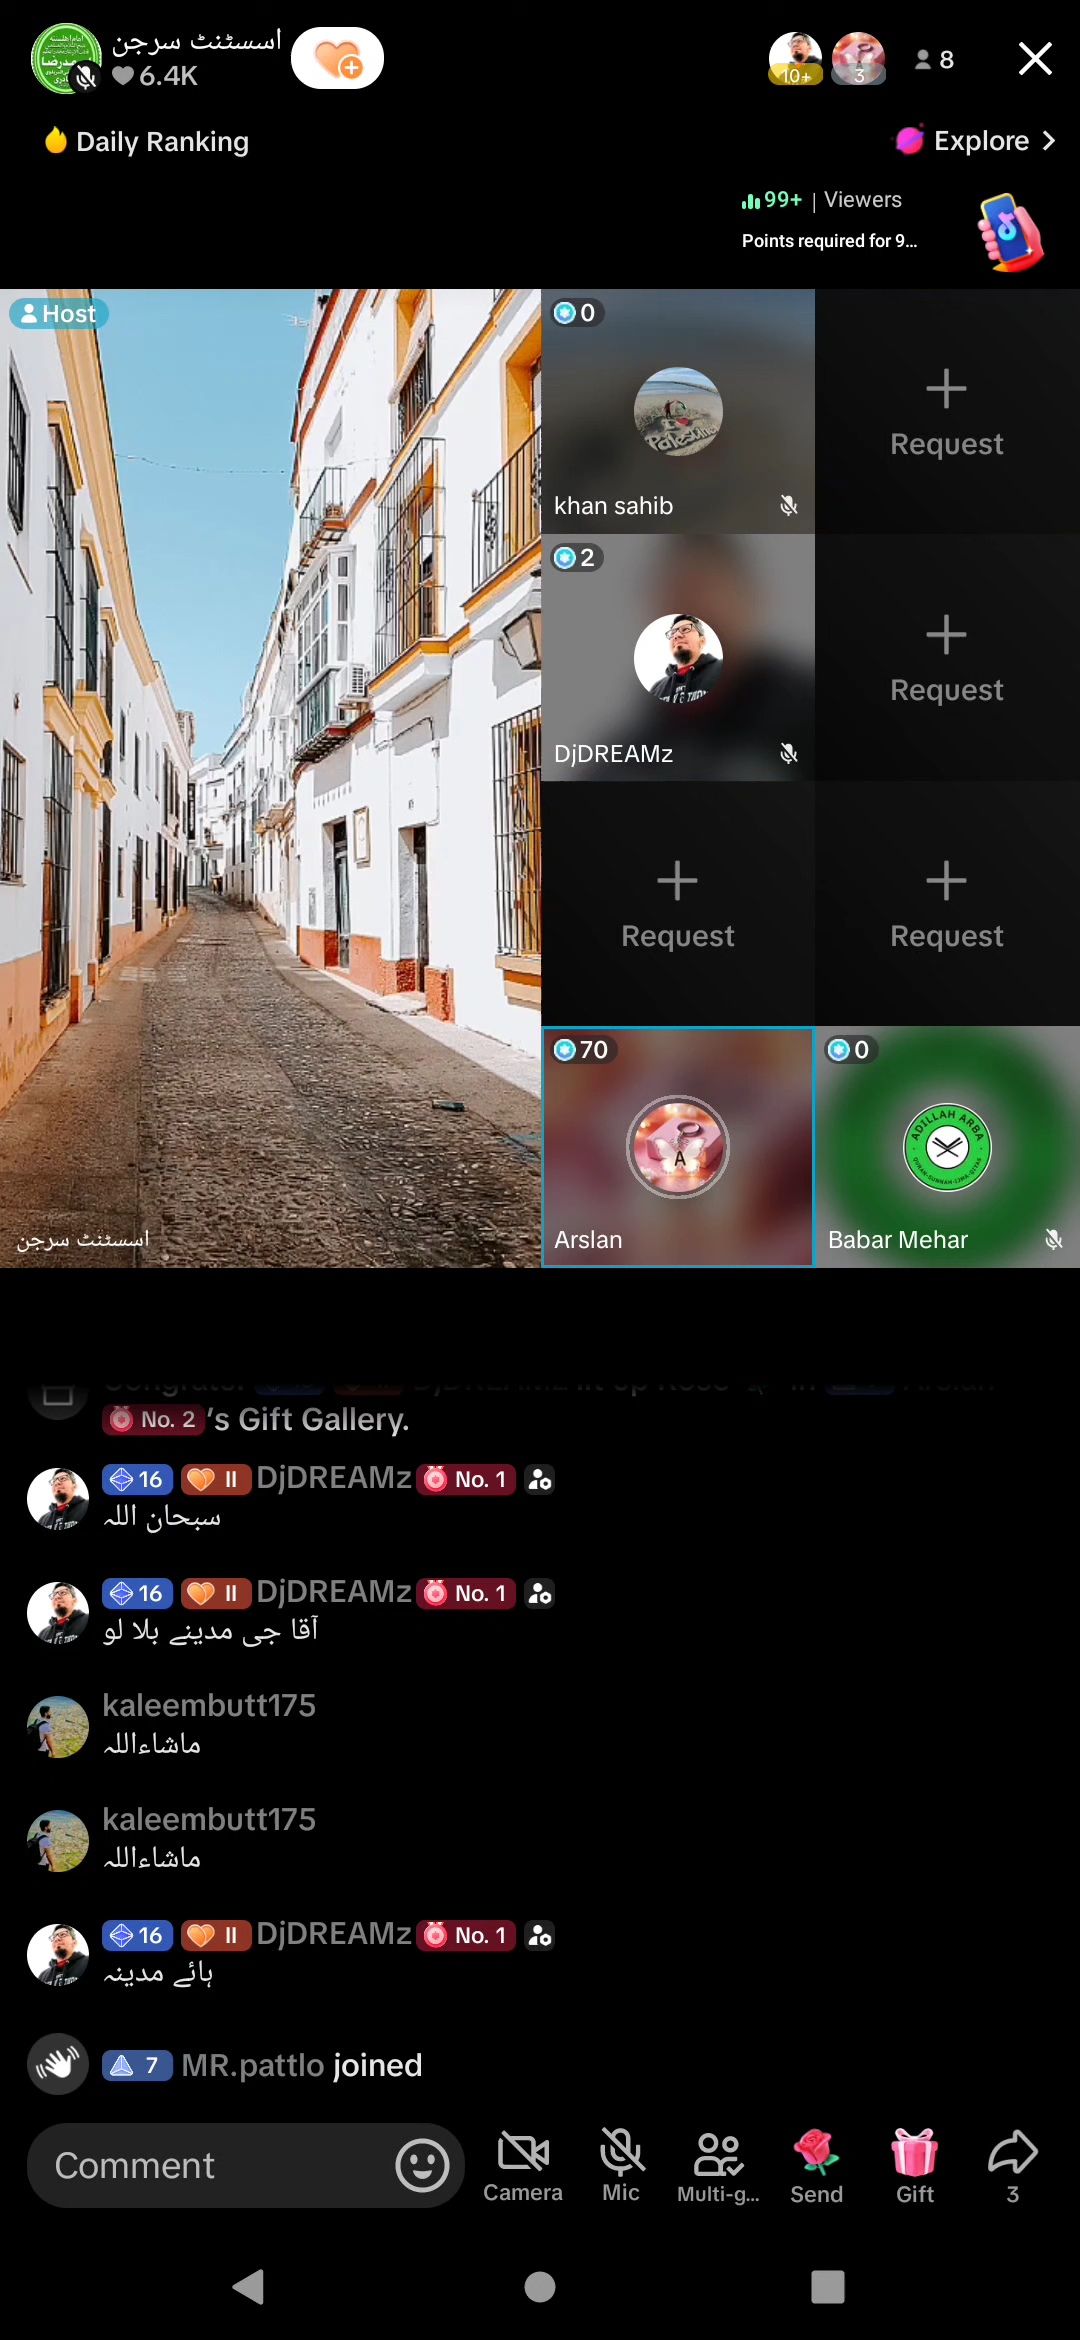 اسسٹنٹ سرجن
6.4K
10+
3
8
Daily Ranking
Explore
99+ | Viewers
Points required for 9...
Host
0
khan sahib
Request
2
DjDREAMz
Request
Request
Request
70
A
Arslan
0
ADILLAH ARBA
Babar Mehar
اسسٹنٹ سرجن
No. 2 's Gift Gallery.
16 II DjDREAMz No. 1
سبحان اللہ
16 II DjDREAMz No. 1
آقا جی مدینے بلا لو
kaleembutt175
ماشاءاللہ
kaleembutt175
ماشاءاللہ
16 II DjDREAMz No. 1
ہائے مدینہ
7 MR.pattlo joined
Comment
Camera
Mic
Multi-g...
Send
Gift
3